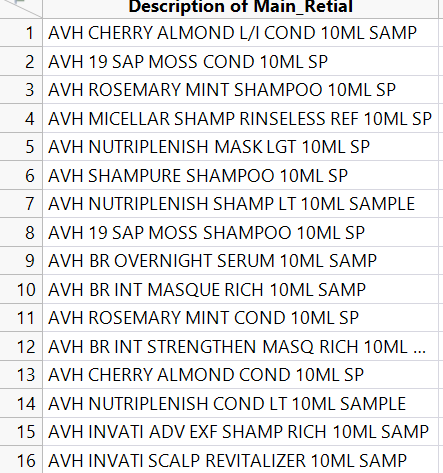 Description of Main_Retial
1 AVH CHERRY ALMOND L/I COND 10ML SAMP
2 AVH 19 SAP MOSS COND 10ML SP
3 AVH ROSEMARY MINT SHAMPOO 10ML SP
4 AVH MICELLAR SHAMP RINSELESS REF 10ML SP
5 AVH NUTRIPLENISH MASK LGT 10ML SP
6 AVH SHAMPURE SHAMPOO 10ML SP
7 AVH NUTRIPLENISH SHAMP LT 10ML SAMPLE
8 AVH 19 SAP MOSS SHAMPOO 10ML SP
9 AVH BR OVERNIGHT SERUM 10ML SAMP
10 AVH BR INT MASQUE RICH 10ML SAMP
11 AVH ROSEMARY MINT COND 10ML SP
12 AVH BR INT STRENGTHEN MASQ RICH 10ML ...
13 AVH CHERRY ALMOND COND 10ML SP
14 AVH NUTRIPLENISH COND LT 10ML SAMPLE
15 AVH INVATI ADV EXF SHAMP RICH 10ML SAMP
16 AVH INVATI SCALP REVITALIZER 10ML SAMP